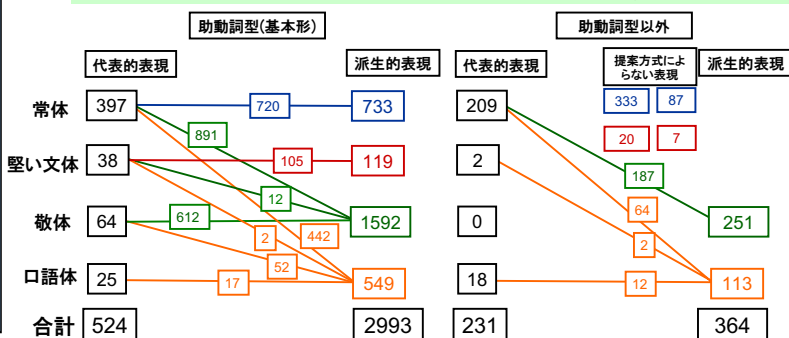 助動詞型(基本形)
助動詞型以外
代表的表現
派生的表現
代表的表現
提案方式によ
らない表現
派生的表現
常体
397
720
733
209
333
87
891
20
7
堅い文体
38
105
119
2
12
187
敬体
64
612
1592
0
64
251
2
442
2
52
口語体
25
17
549
18
12
113
合計
524
2993
231
364